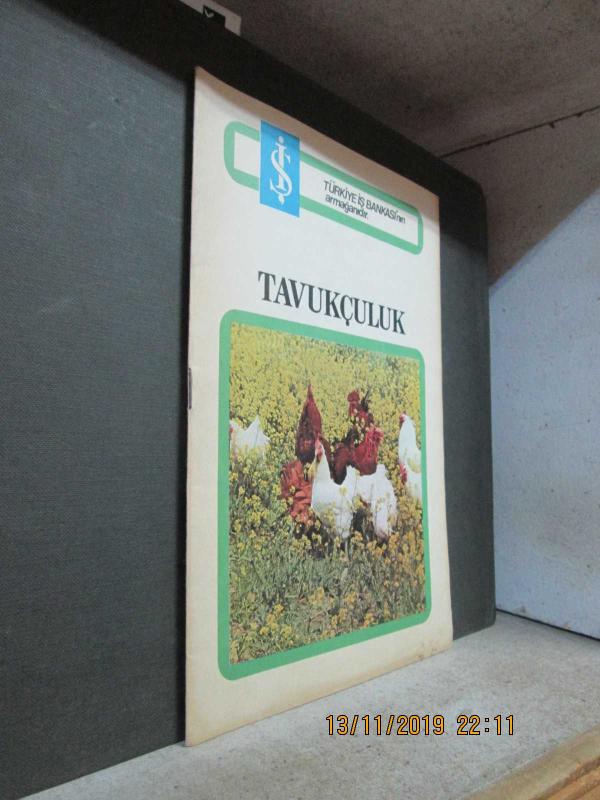 İŞ
TÜRKİYE İŞ BANKASI'nın
armağanıdır.
TAVUKÇULUK
13/11/2019 22:11